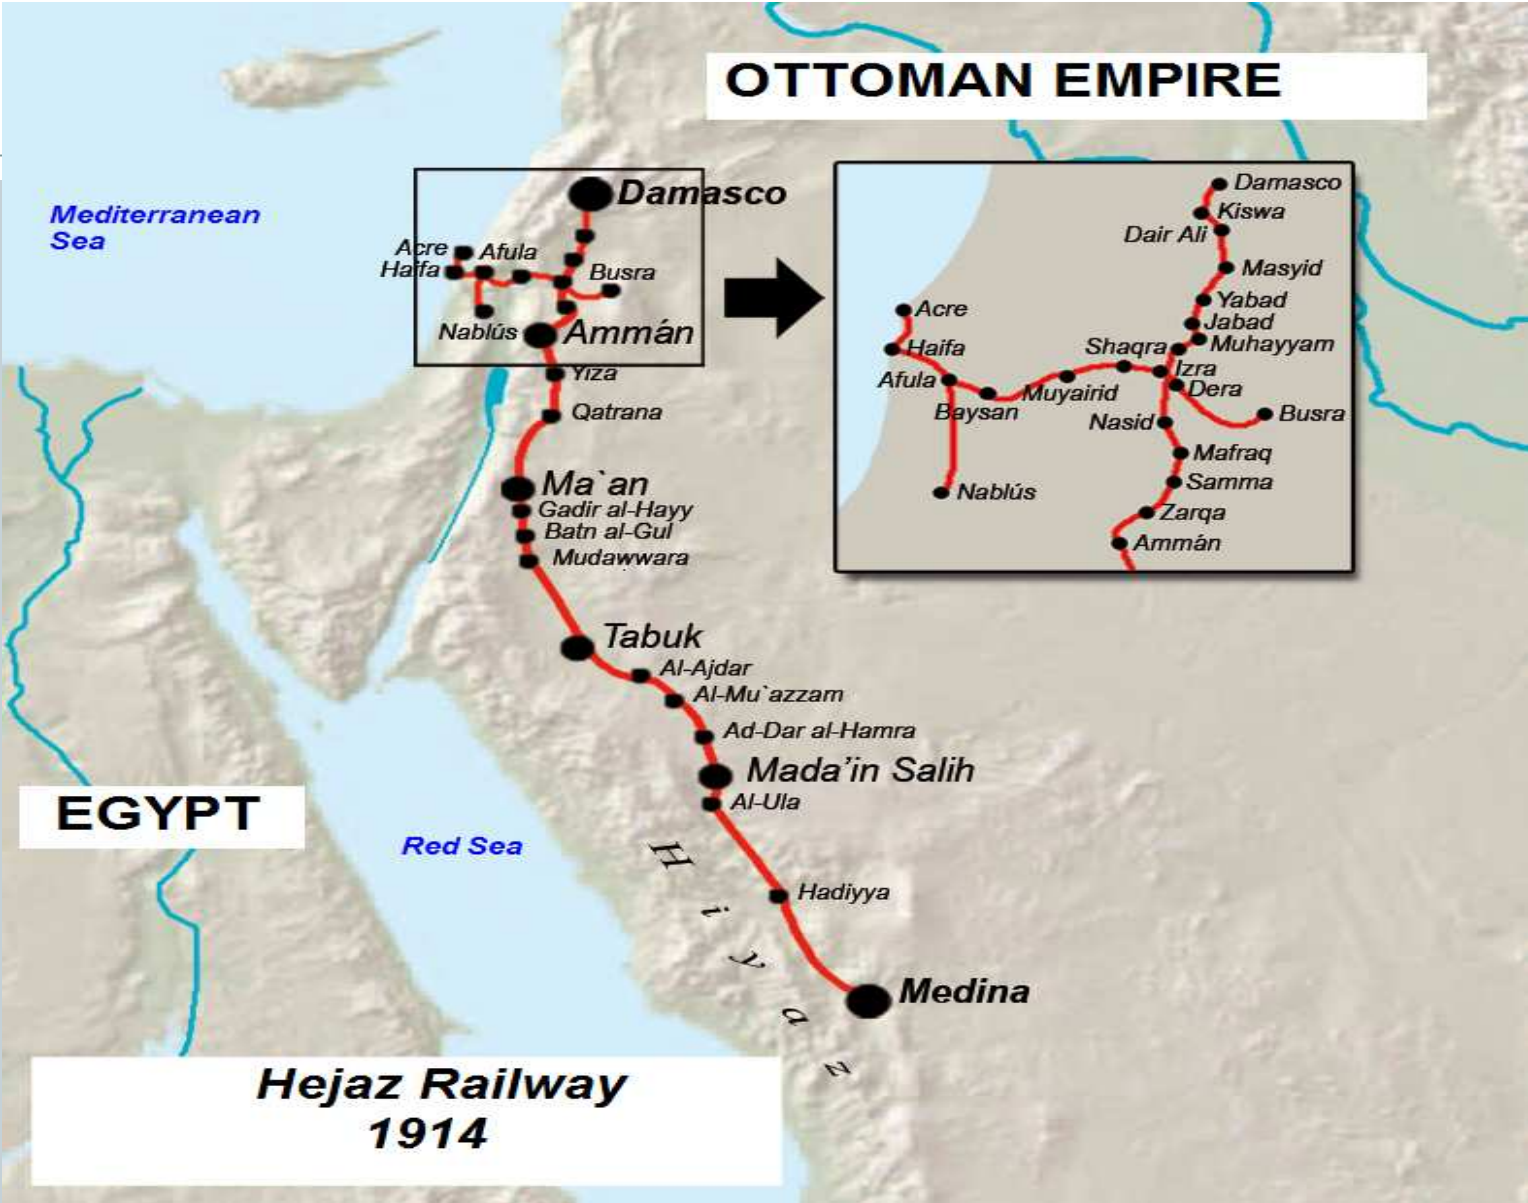 OTTOMAN EMPIRE
Mediterranean
Sea
Damasco
Acre
Afula
Haifa
Busra
Nablús
Ammán
Yiza
Qatrana
Ma`an
Gadir al-Hayy
Batn al-Gul
Mudawwara
Tabuk
Al-Ajdar
Al-Mu`azzam
Ad-Dar al-Hamra
Mada’in Salih
Al-Ula
Hadiyya
Medina
Hiyaz
EGYPT
Red Sea
Hejaz Railway
1914
Damasco
Kiswa
Dair Ali
Masyid
Yabad
Jabad
Muhayyam
Shaqra
Izra
Dera
Acre
Haifa
Afula
Baysan
Muyairid
Busra
Nasid
Mafraq
Samma
Nablús
Zarqa
Ammán